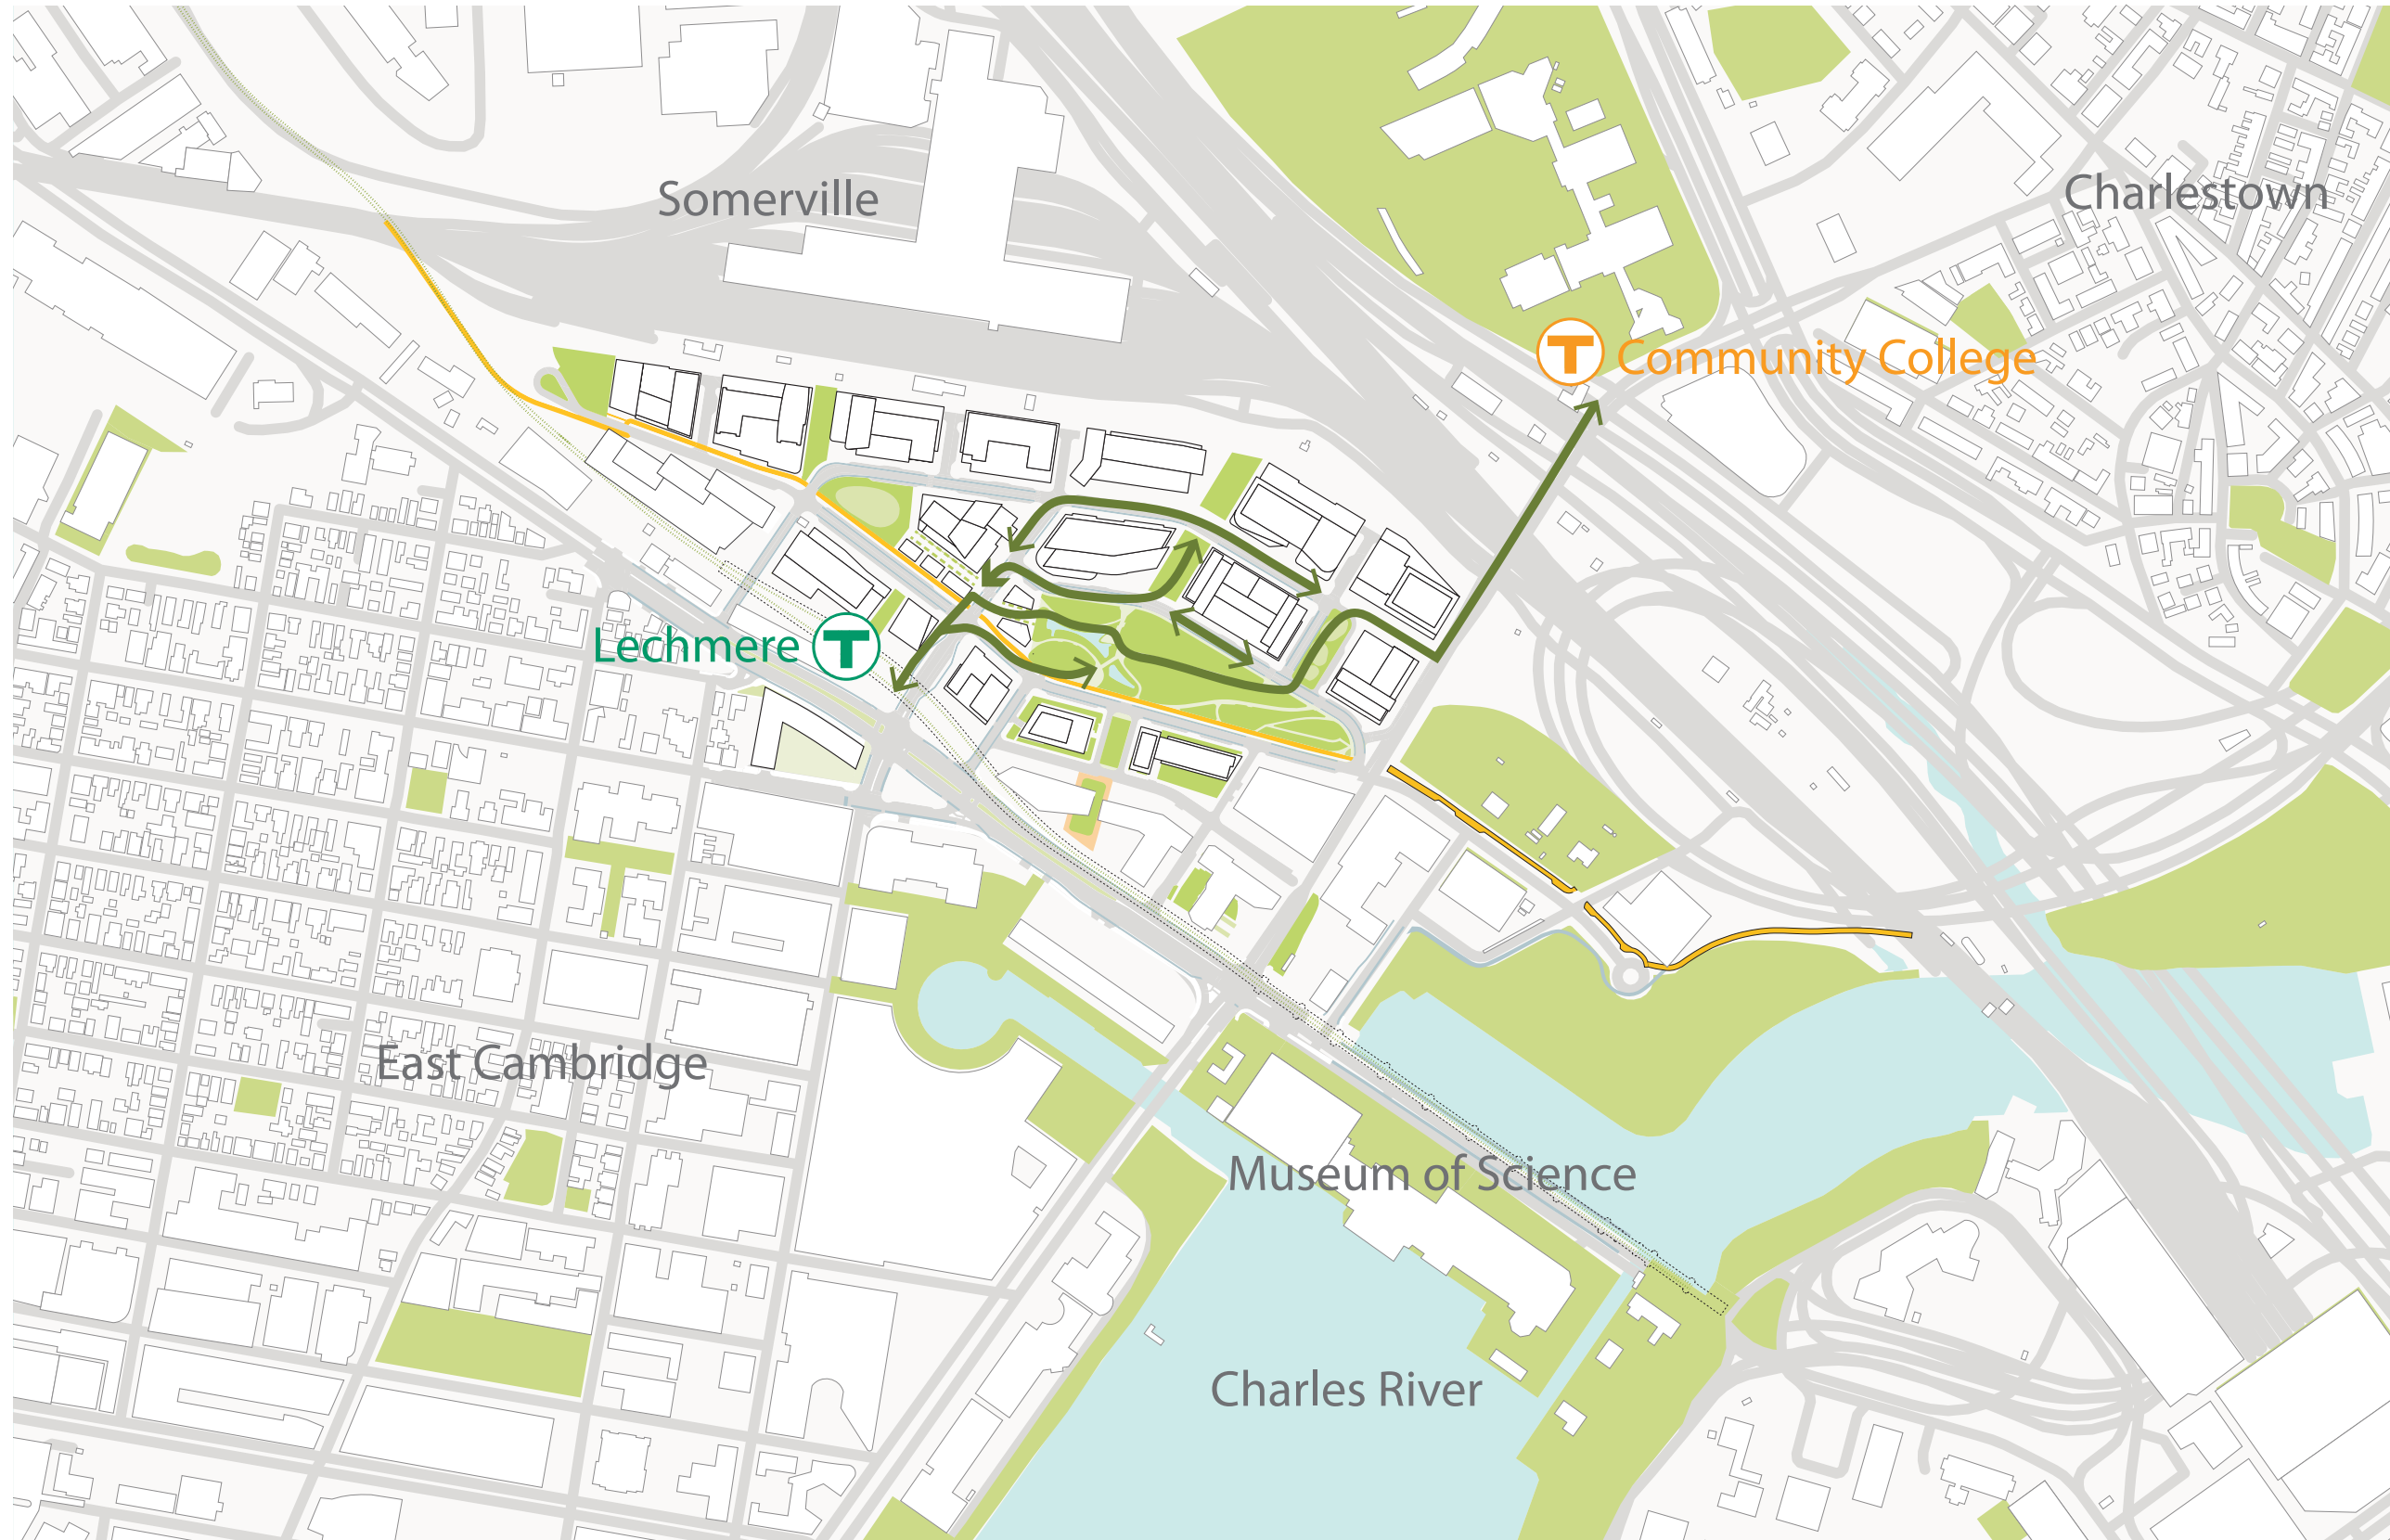 Somerville
Charlestown
T Community College
Lechmere T
East Cambridge
Museum of Science
Charles River